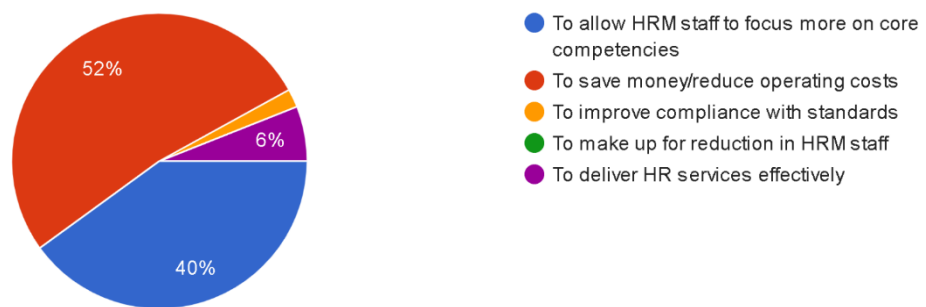 52%
6%
40%
To allow HRM staff to focus more on core
competencies
To save money/reduce operating costs
To improve compliance with standards
To make up for reduction in HRM staff
To deliver HR services effectively